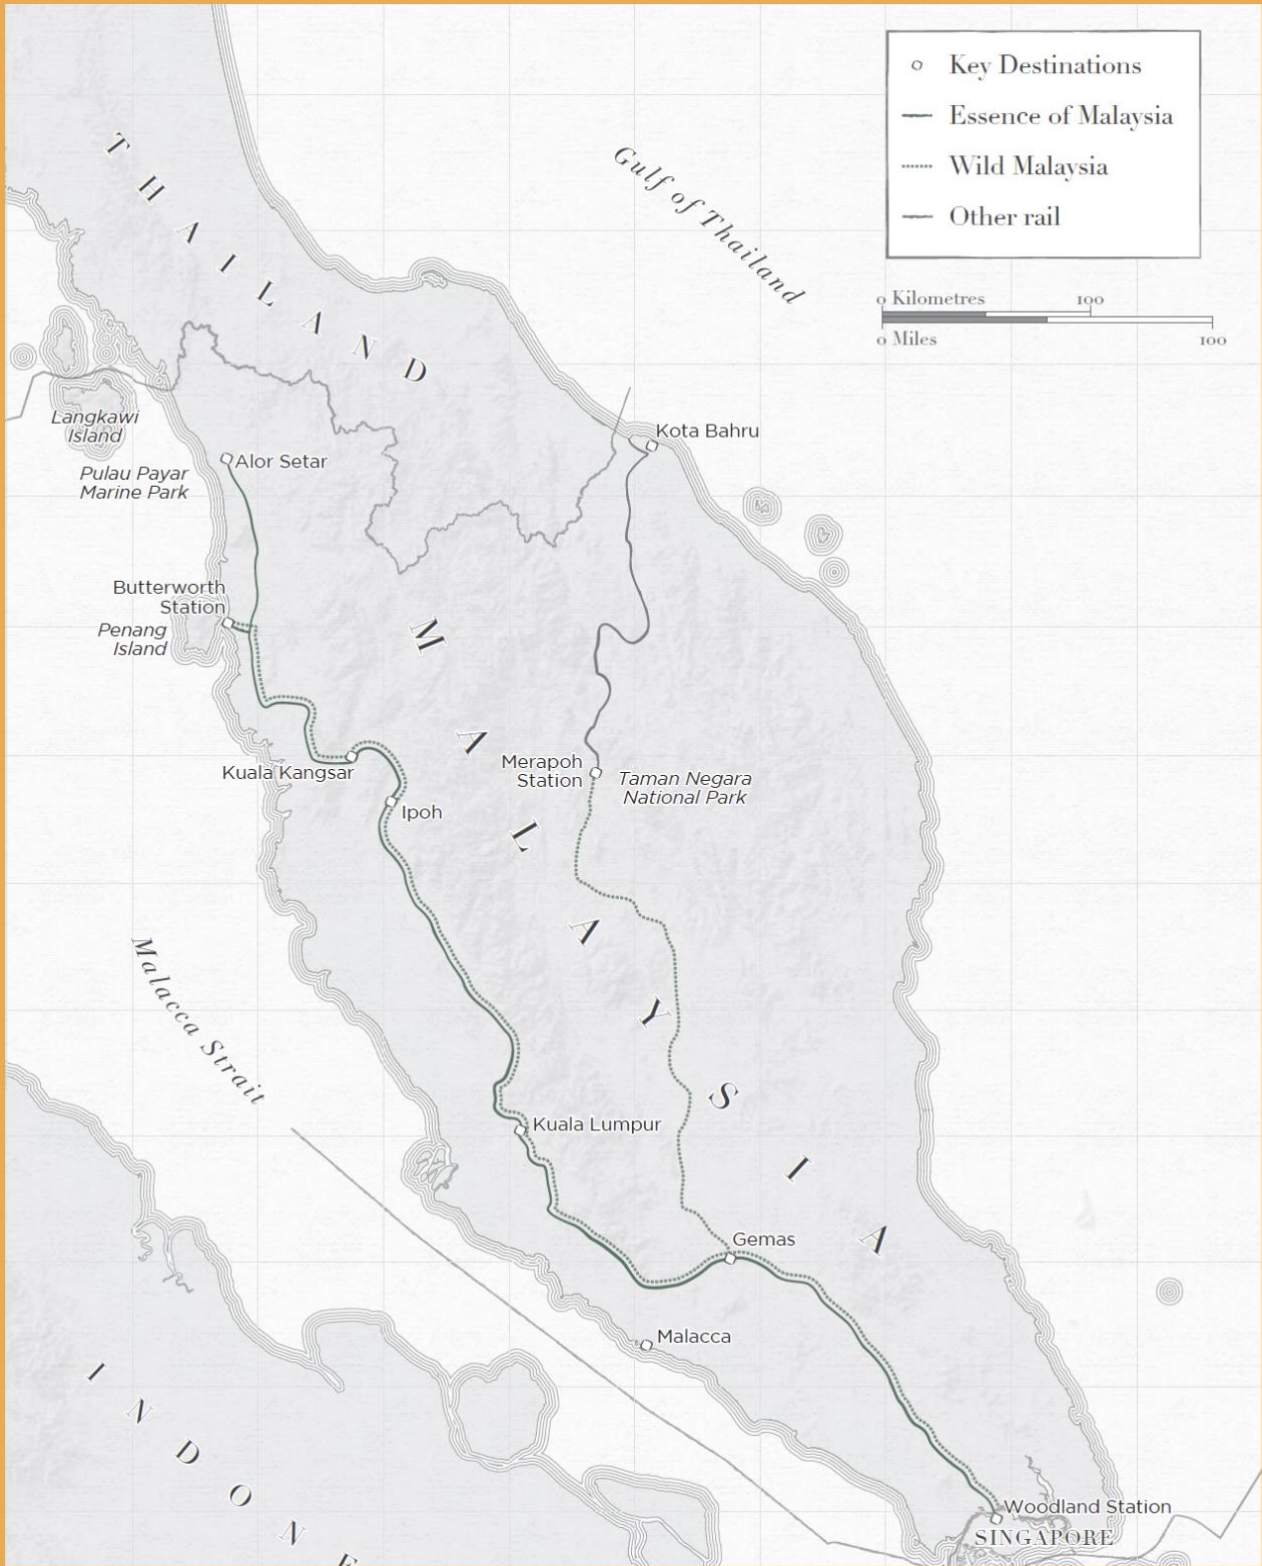 Key Destinations
Essence of Malaysia
Wild Malaysia
Other rail
0 Kilometres 100
0 Miles 100
THAILAND
Gulf of Thailand
Langkawi
Island
Kota Bahru
Alor Setar
Pulau Payar
Marine Park
Butterworth
Station
Penang
Island
MALAYSIA
Kuala Kangsar
Merapoh
Station
Taman Negara
National Park
Ipoh
Malacca Strait
Kuala Lumpur
Gemas
Malacca
INDONE
Woodland Station
SINGAPORE